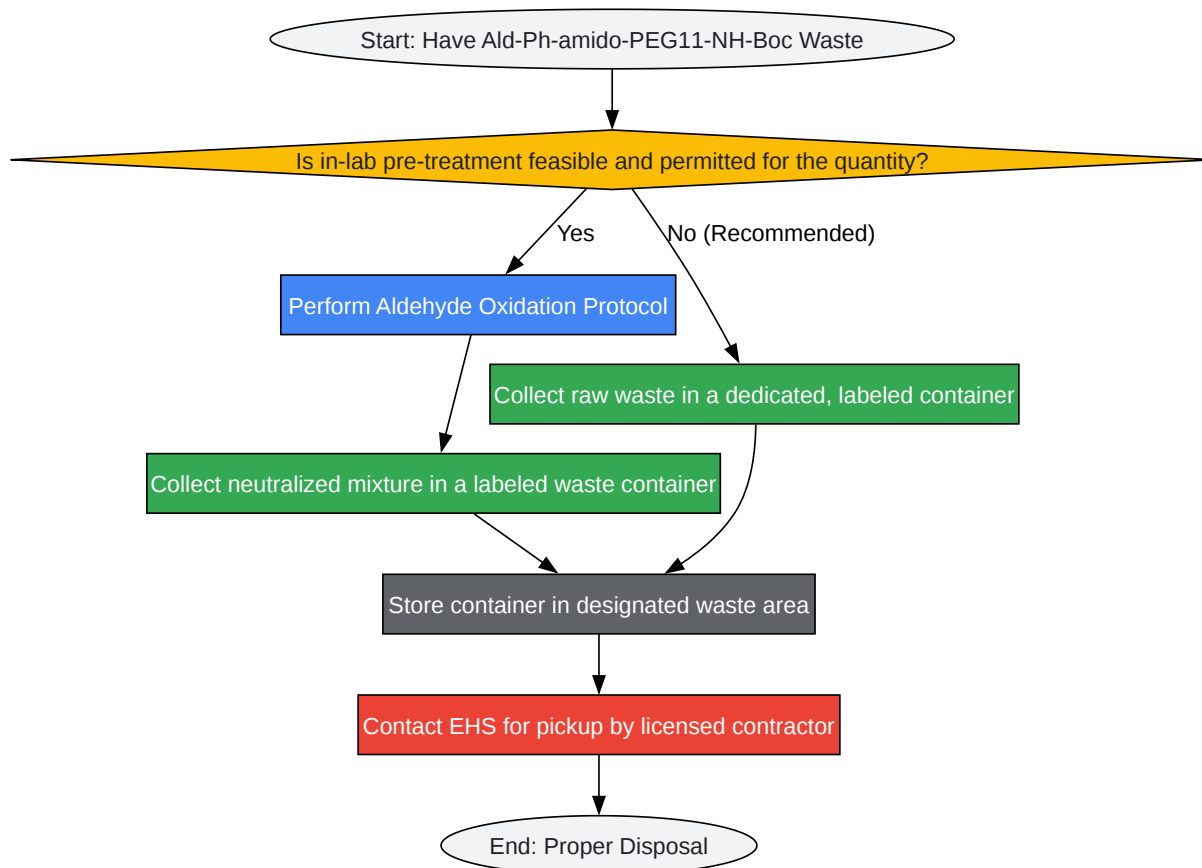 Start: Have Ald-Ph-amido-PEG11-NH-Boc Waste
Is in-lab pre-treatment feasible and permitted for the quantity?
Yes
No (Recommended)
Perform Aldehyde Oxidation Protocol
Collect raw waste in a dedicated, labeled container
Collect neutralized mixture in a labeled waste container
Store container in designated waste area
Contact EHS for pickup by licensed contractor
End: Proper Disposal